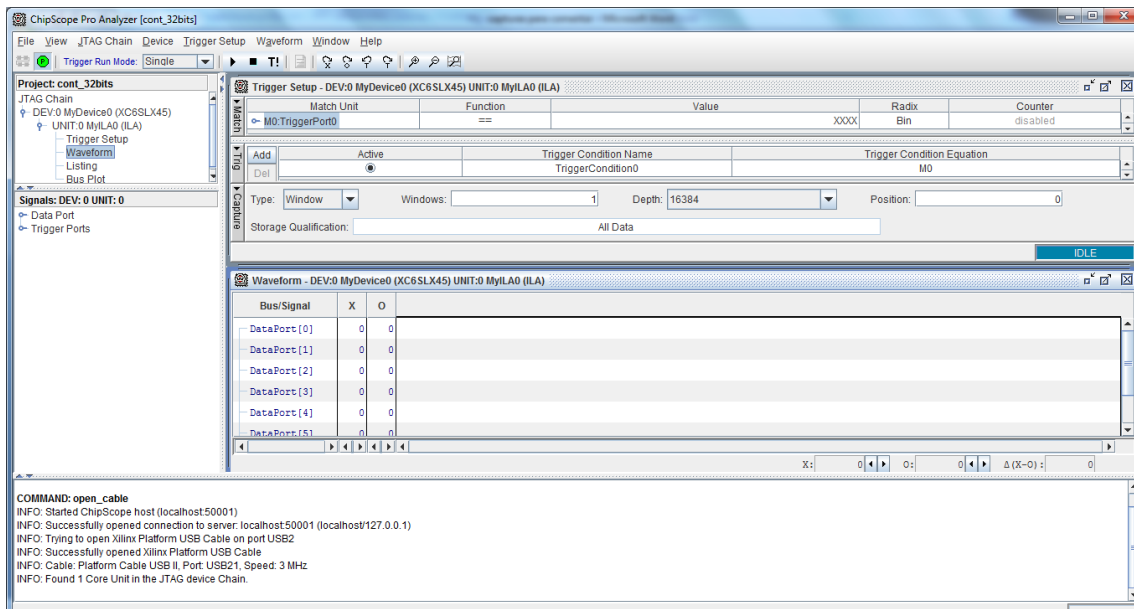 ChipScope Pro Analyzer [cont_32bits]
File View JTAG Chain Device Trigger Setup Waveform Window Help
Trigger Run Mode: Single T!
Project: cont_32bits
JTAG Chain
DEV:0 MyDevice0 (XC6SLX45)
UNIT:0 MyILA0 (ILA)
Trigger Setup
Waveform
Listing
Bus Plot
Signals: DEV: 0 UNIT: 0
Data Port
Trigger Ports
Trigger Setup - DEV:0 MyDevice0 (XC6SLX45) UNIT:0 MyILA0 (ILA)
Match
Match Unit Function Value Radix Counter
M0:TriggerPort0 == XXXX Bin disabled
Trig
Add Active Trigger Condition Name Trigger Condition Equation
Del TriggerCondition0 M0
Capture
Type: Window Windows: 1 Depth: 16384 Position: 0
Storage Qualification: All Data
IDLE
Waveform - DEV:0 MyDevice0 (XC6SLX45) UNIT:0 MyILA0 (ILA)
Bus/Signal X O
DataPort[0] 0 0
DataPort[1] 0 0
DataPort[2] 0 0
DataPort[3] 0 0
DataPort[4] 0 0
DataPort[5] 0 0
X: 0 O: 0 Δ(X-O): 0
COMMAND: open_cable
INFO: Started ChipScope host (localhost:50001)
INFO: Successfully opened connection to server: localhost:50001 (localhost/127.0.0.1)
INFO: Trying to open Xilinx Platform USB Cable on port USB2
INFO: Successfully opened Xilinx Platform USB Cable
INFO: Cable: Platform Cable USB II, Port: USB21, Speed: 3 MHz
INFO: Found 1 Core Unit in the JTAG device Chain.